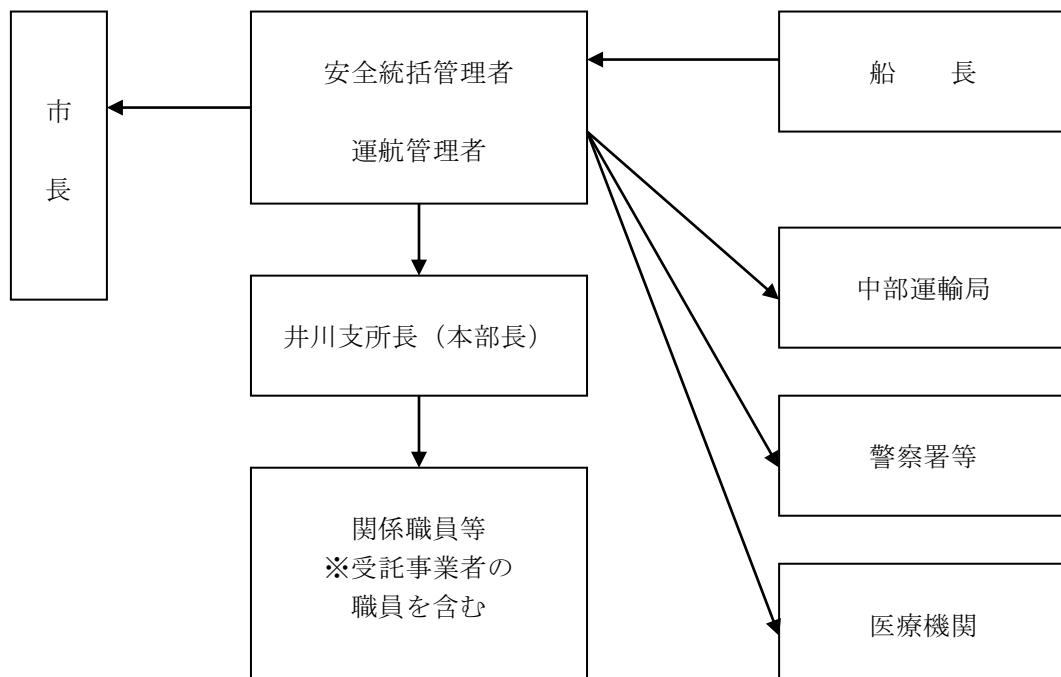 市
長
安全統括管理者
運航管理者
船　　長
中部運輸局
井川支所長（本部長）
警察署等
関係職員等
※受託事業者の
職員を含む
医療機関